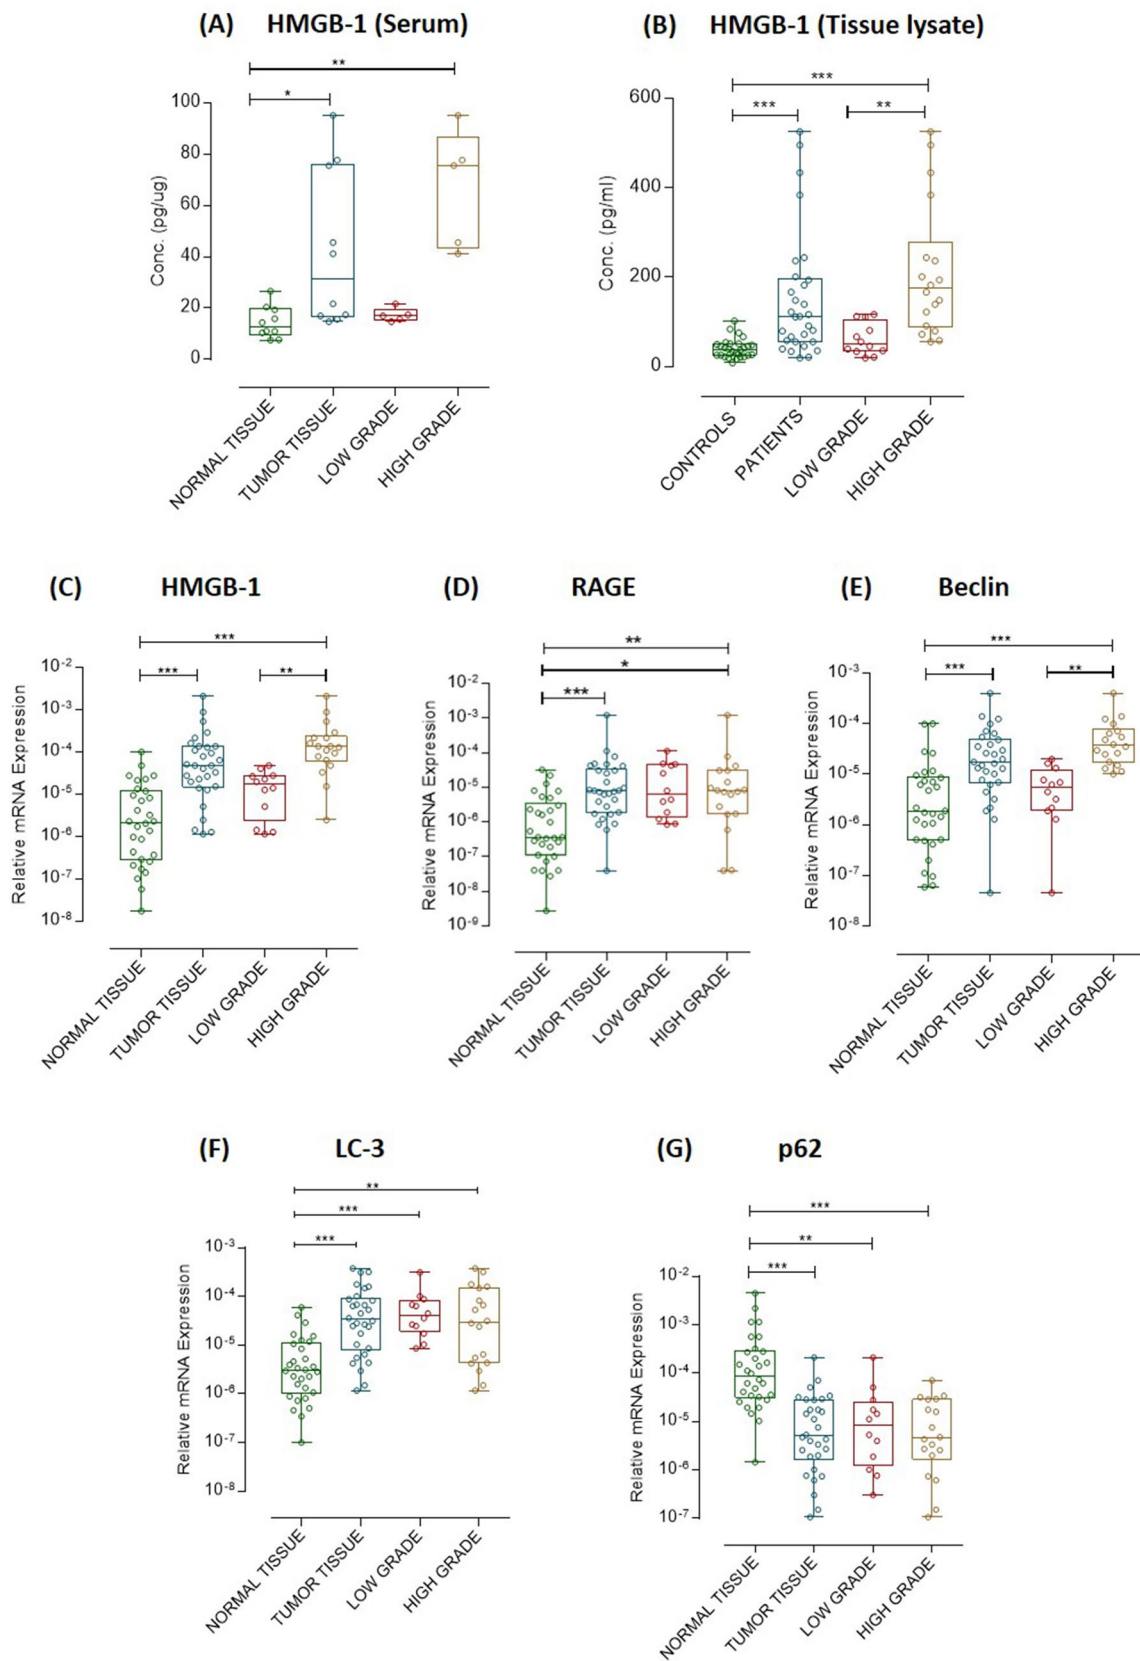 (A) HMGB-1 (Serum)
**
*
100
80
60
40
20
0
Conc. (pg/ug)
NORMAL TISSUE
TUMOR TISSUE
LOW GRADE
HIGH GRADE
(B) HMGB-1 (Tissue lysate)
***
***
**
600
400
200
0
Conc. (pg/ml)
CONTROLS
PATIENTS
LOW GRADE
HIGH GRADE
(C) HMGB-1
***
***
**
10-2
10-3
10-4
10-5
10-6
10-7
10-8
Relative mRNA Expression
NORMAL TISSUE
TUMOR TISSUE
LOW GRADE
HIGH GRADE
(D) RAGE
**
*
***
10-2
10-3
10-4
10-5
10-6
10-7
10-8
10-9
Relative mRNA Expression
NORMAL TISSUE
TUMOR TISSUE
LOW GRADE
HIGH GRADE
(E) Beclin
***
***
**
10-3
10-4
10-5
10-6
10-7
10-8
Relative mRNA Expression
NORMAL TISSUE
TUMOR TISSUE
LOW GRADE
HIGH GRADE
(F) LC-3
**
***
***
10-3
10-4
10-5
10-6
10-7
10-8
Relative mRNA Expression
NORMAL TISSUE
TUMOR TISSUE
LOW GRADE
HIGH GRADE
(G) p62
***
**
***
10-2
10-3
10-4
10-5
10-6
10-7
Relative mRNA Expression
NORMAL TISSUE
TUMOR TISSUE
LOW GRADE
HIGH GRADE